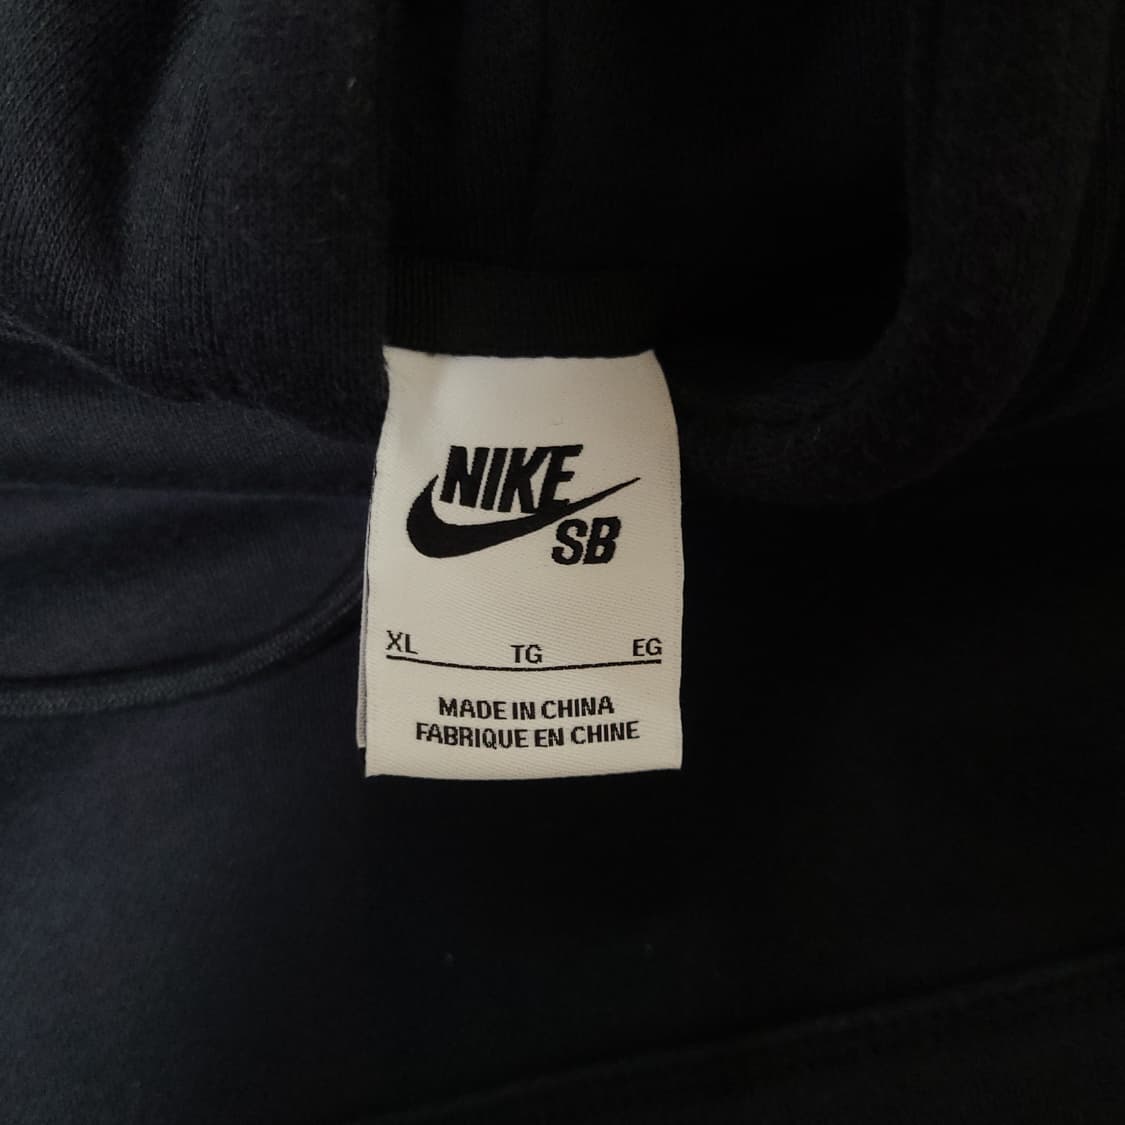 NIKE
SB
XL TG EG
MADE IN CHINA
FABRIQUE EN CHINE